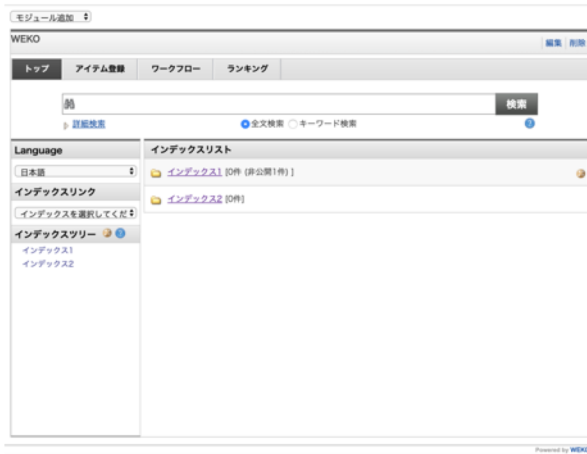 モジュール追加
WEKO
編集 削除
トップ アイテム登録 ワークフロー ランキング
検索
詳細検索 全文検索 キーワード検索
Language インデックスリスト
日本語 インデックス1 [0件 (非公開1件) ]
インデックスリンク
インデックスを選択してくだ インデックス2 [0件]
インデックスツリー
インデックス1
インデックス2
Powered by WEKO